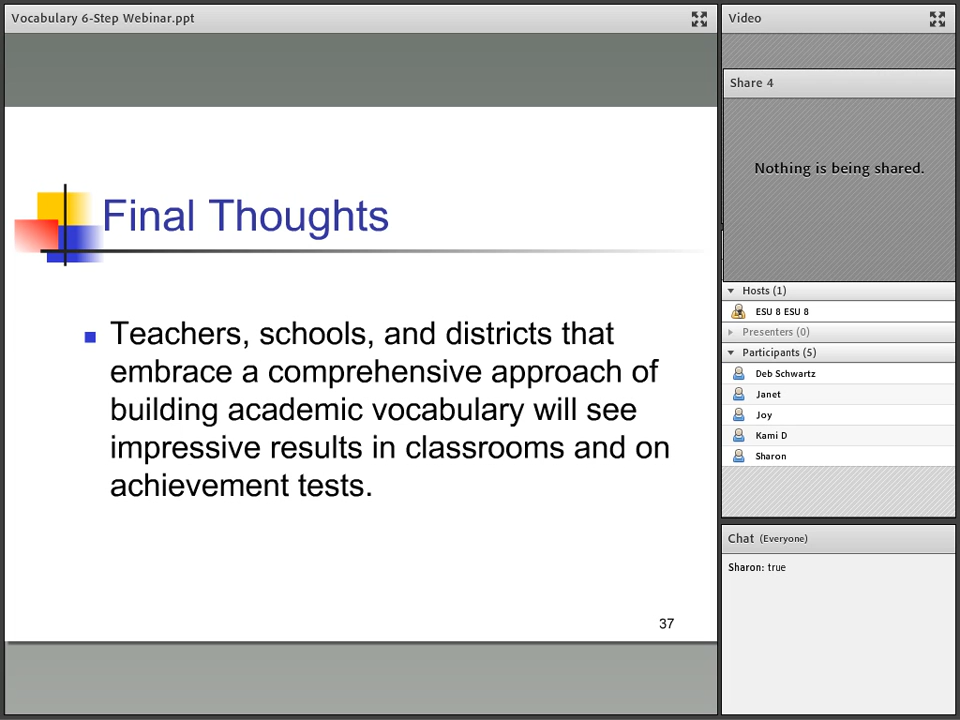 Vocabulary 6-Step Webinar.ppt
Final Thoughts
Teachers, schools, and districts that
embrace a comprehensive approach of
building academic vocabulary will see
impressive results in classrooms and on
achievement tests.
37
Video
Share 4
Nothing is being shared.
Hosts (1)
ESU 8 ESU 8
Presenters (0)
Participants (5)
Deb Schwartz
Janet
Joy
Kami D
Sharon
Chat (Everyone)
Sharon: true